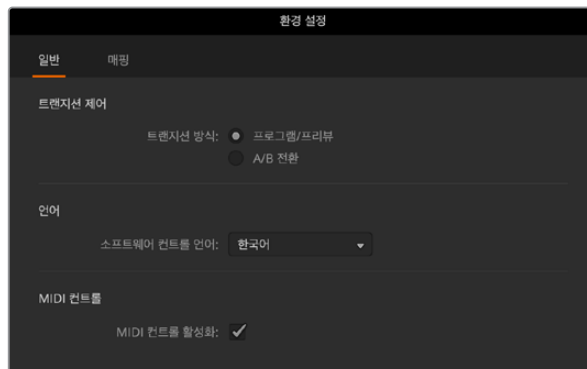 환경 설정
일반 매핑
트랜지션 제어
트랜지션 방식: 프로그램/프리뷰
A/B 전환
언어
소프트웨어 컨트롤 언어: 한국어
MIDI 컨트롤
MIDI 컨트롤 활성화: